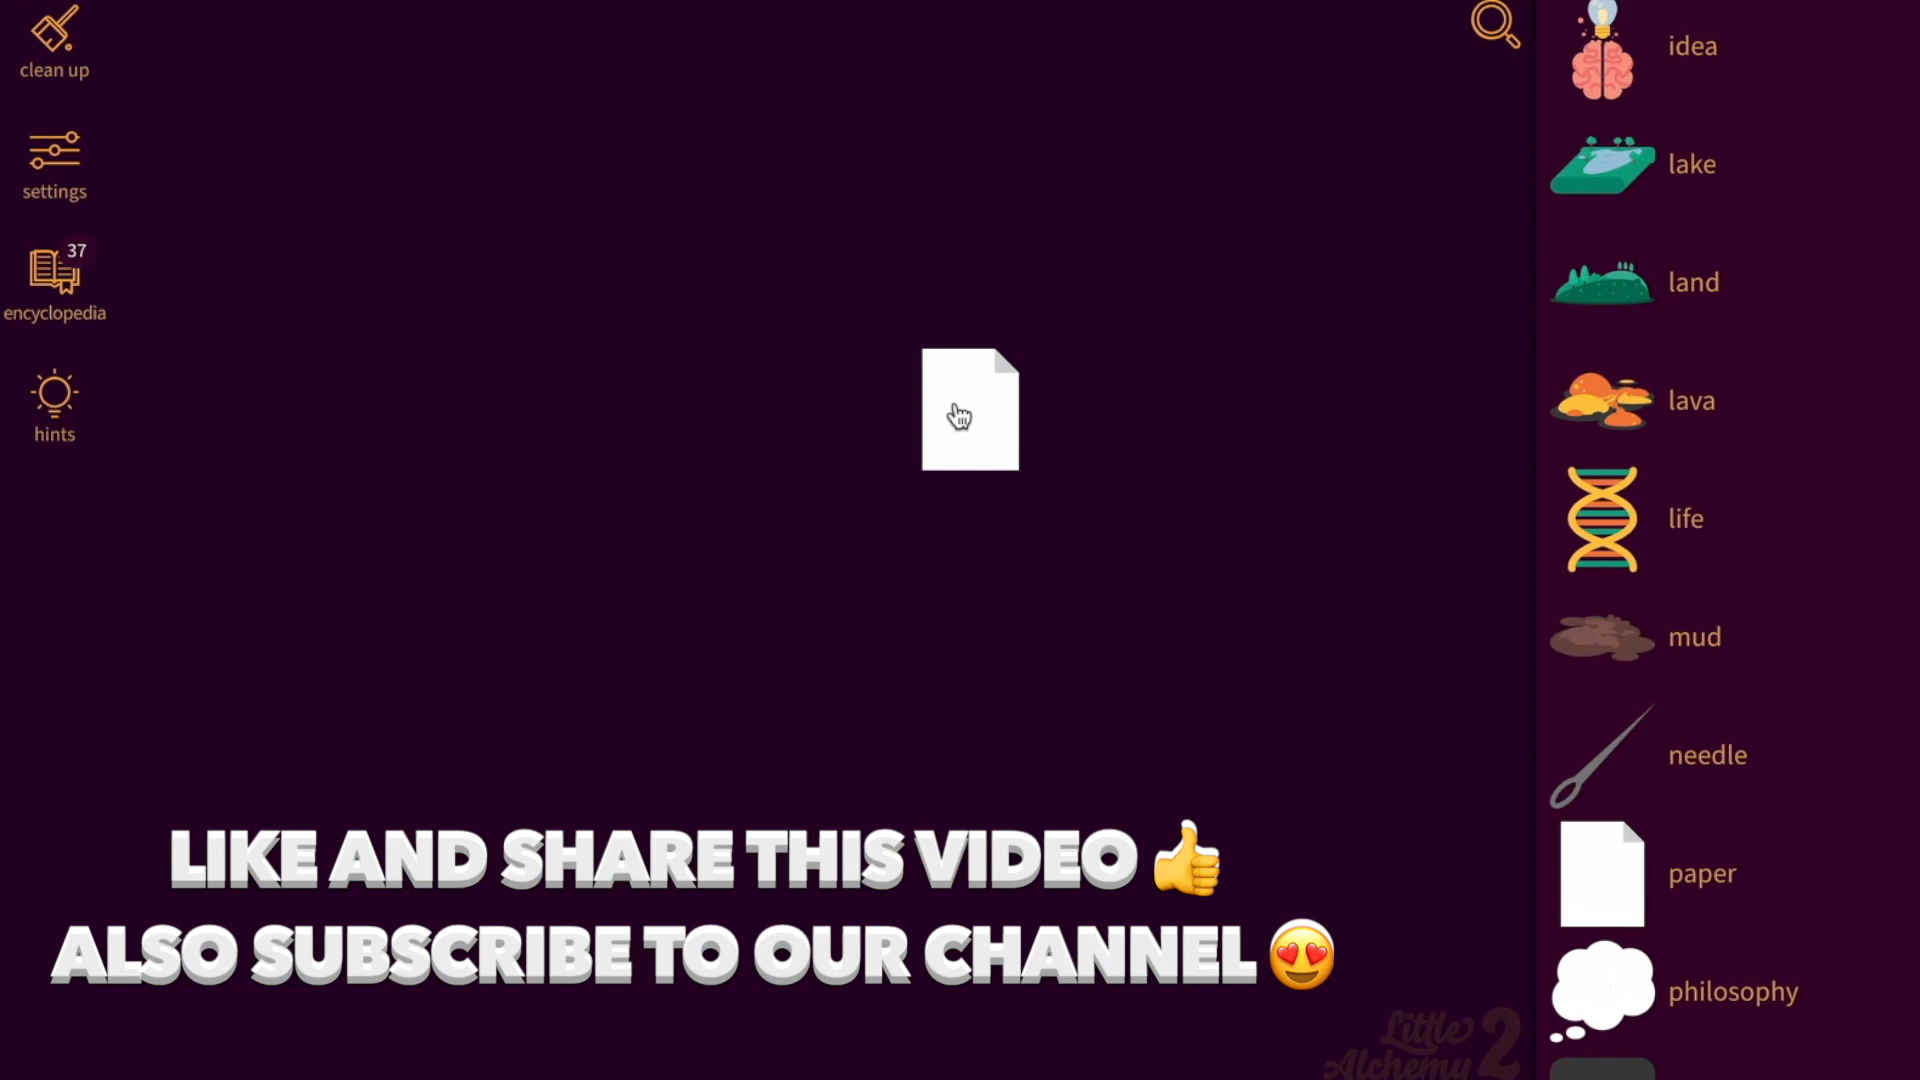 clean up
settings
37
encyclopedia
hints
idea
lake
land
lava
life
mud
needle
paper
philosophy
LIKE AND SHARE THIS VIDEO 👍
ALSO SUBSCRIBE TO OUR CHANNEL 😍
Little
Alchemy 2